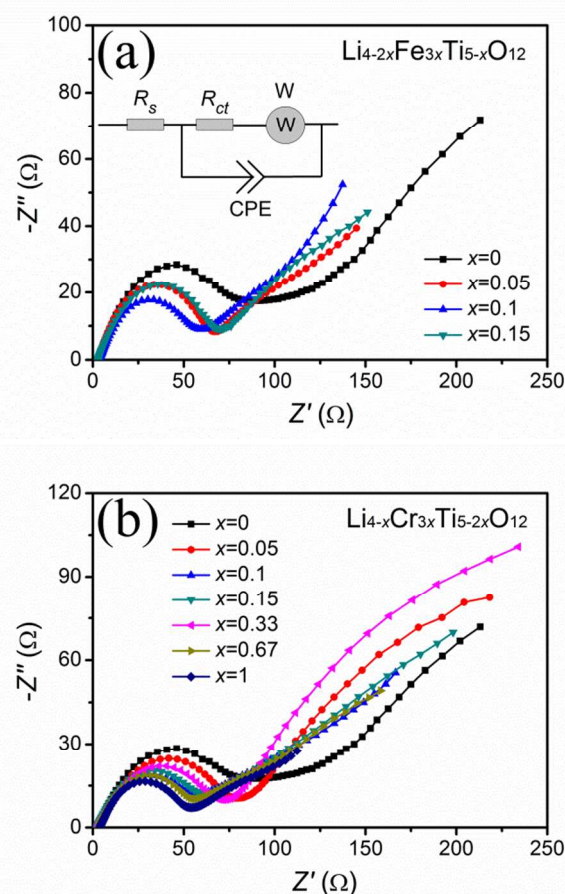 (a)
Li4-2xFe3xTi5-xO12
Rs
Rct
W
W
CPE
x=0
x=0.05
x=0.1
x=0.15
100
80
60
40
20
0
-Z'' (Ω)
0 50 100 150 200 250
Z' (Ω)
(b)
Li4-xCr3xTi5-2xO12
x=0
x=0.05
x=0.1
x=0.15
x=0.33
x=0.67
x=1
120
90
60
30
0
-Z'' (Ω)
0 50 100 150 200 250
Z' (Ω)